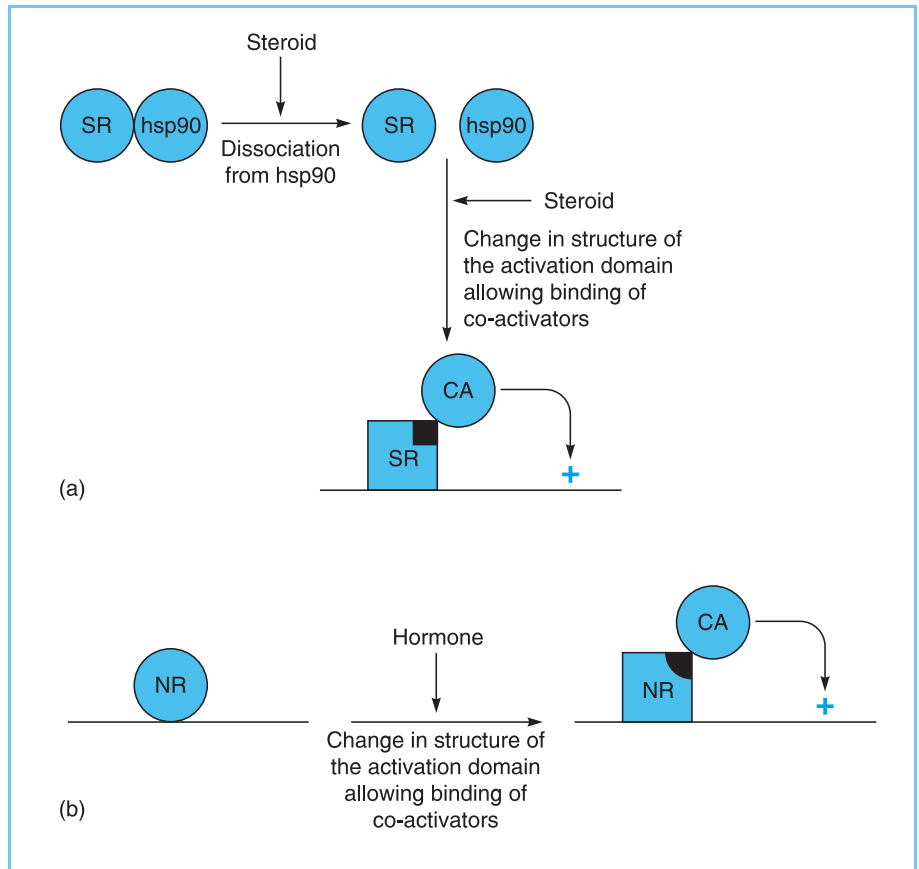 Steroid
SR hsp90
Dissociation
from hsp90
SR hsp90
Steroid
Change in structure of
the activation domain
allowing binding of
co-activators
CA
SR
+
(a)
Hormone
NR
Change in structure of
the activation domain
allowing binding of
co-activators
CA
NR
+
(b)